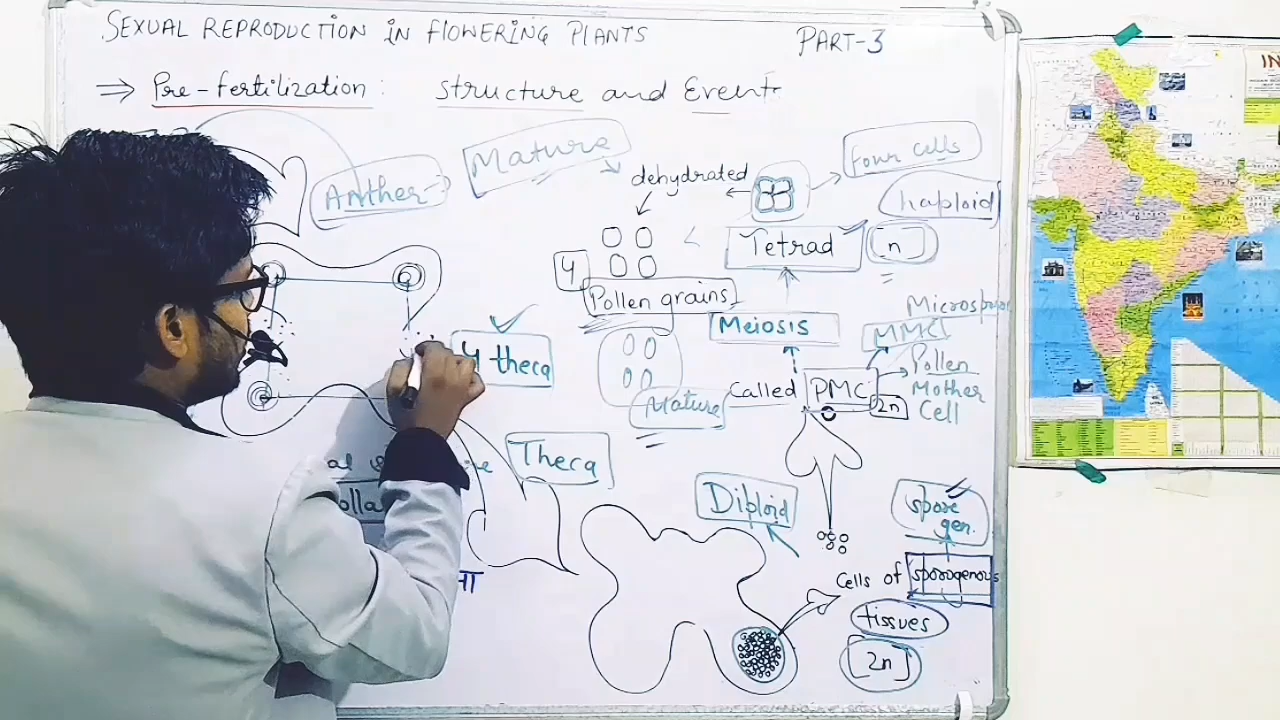 SEXUAL REPRODUCTION IN FLOWERING PLANTS
PART-3
⇒ Pre-fertilization structure and Event
Anther
Mature
dehydrated
four cells
haploid
Tetrad
n
4
Pollen grains
Meiosis
MMC
4 theca
Mature
Called PMC
2n
Pollen
Mother
Cell
Theca
Diploid
spore
gen.
Cells of sporogenous
tissues
2n
IN